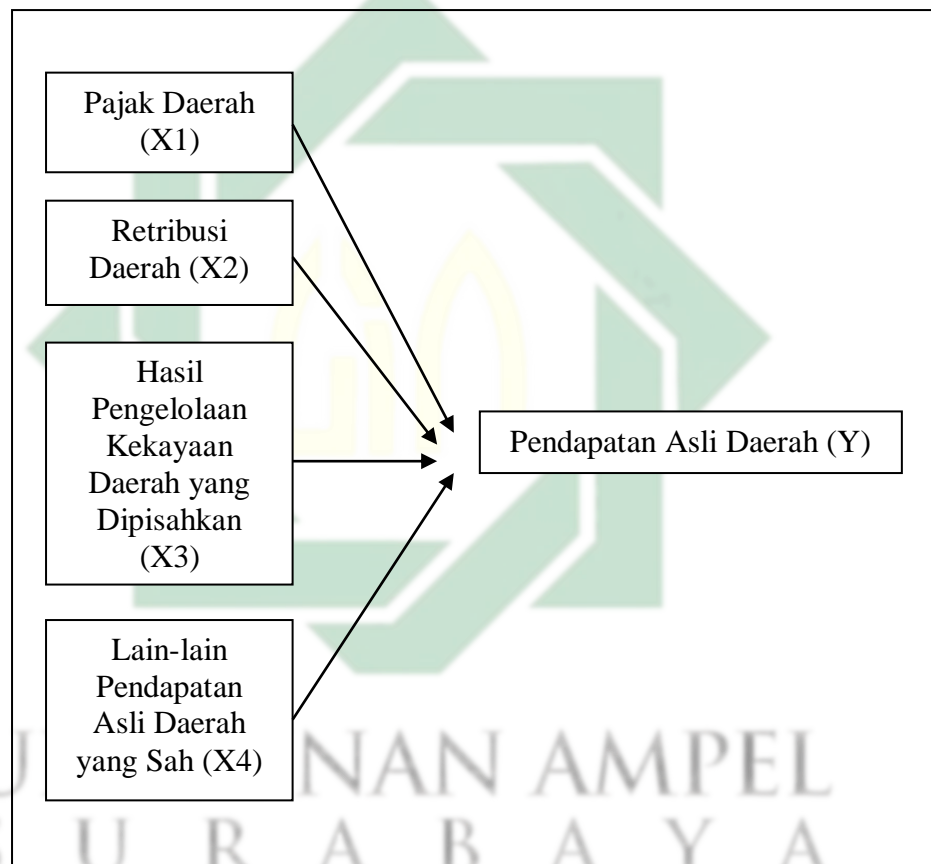 Pajak Daerah
(X1)
Retribusi
Daerah (X2)
Hasil
Pengelolaan
Kekayaan
Daerah yang
Dipisahkan
(X3)
Lain-lain
Pendapatan
Asli Daerah
yang Sah (X4)
Pendapatan Asli Daerah (Y)
AMPEL
S U R A B A Y A